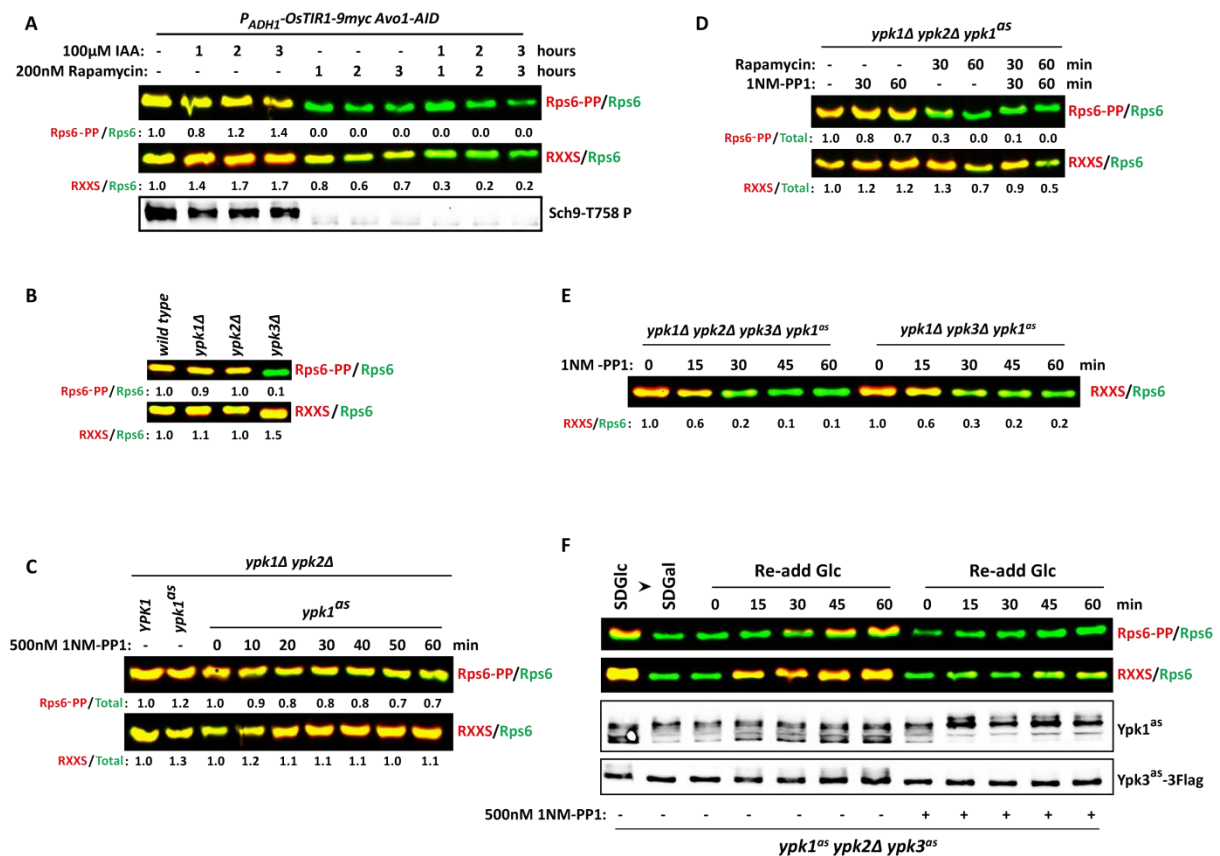 A
P_ADH1-OsTIR1-9myc Avo1-AID
100µM IAA: - 1 2 3 - - - 1 2 3 hours
200nM Rapamycin: - - - - 1 2 3 1 2 3 hours
Rps6-PP/Rps6
Rps6-PP/Rps6: 1.0 0.8 1.2 1.4 0.0 0.0 0.0 0.0 0.0 0.0
RXXS/Rps6
RXXS/Rps6: 1.0 1.4 1.7 1.7 0.8 0.6 0.7 0.3 0.2 0.2
Sch9-T758 P
D
ypk1Δ ypk2Δ ypk1^as
Rapamycin: - - - 30 60 30 60 min
1NM-PP1: - 30 60 - - 30 60 min
Rps6-PP/Rps6
Rps6-PP/Total: 1.0 0.8 0.7 0.3 0.0 0.1 0.0
RXXS/Rps6
RXXS/Total: 1.0 1.2 1.2 1.3 0.7 0.9 0.5
B
wild type ypk1Δ ypk2Δ ypk3Δ
Rps6-PP/Rps6
Rps6-PP/Rps6: 1.0 0.9 1.0 0.1
RXXS/Rps6
RXXS/Rps6: 1.0 1.1 1.0 1.5
E
ypk1Δ ypk2Δ ypk3Δ ypk1^as ypk1Δ ypk3Δ ypk1^as
1NM -PP1: 0 15 30 45 60 0 15 30 45 60 min
RXXS/Rps6
RXXS/Rps6: 1.0 0.6 0.2 0.1 0.1 1.0 0.6 0.3 0.2 0.2
C
ypk1Δ ypk2Δ
YPK1 ypk1^as ypk1^as
500nM 1NM-PP1: - - 0 10 20 30 40 50 60 min
Rps6-PP/Rps6
Rps6-PP/Total: 1.0 1.2 1.0 0.9 0.8 0.8 0.8 0.7 0.7
RXXS/Rps6
RXXS/Total: 1.0 1.3 1.0 1.2 1.1 1.1 1.1 1.0 1.1
F
SDGlc ➤ SDGal Re-add Glc Re-add Glc
0 15 30 45 60 0 15 30 45 60 min
Rps6-PP/Rps6
RXXS/Rps6
Ypk1^as
Ypk3^as-3Flag
500nM 1NM-PP1: - - - - - - - + + + + +
ypk1^as ypk2Δ ypk3^as